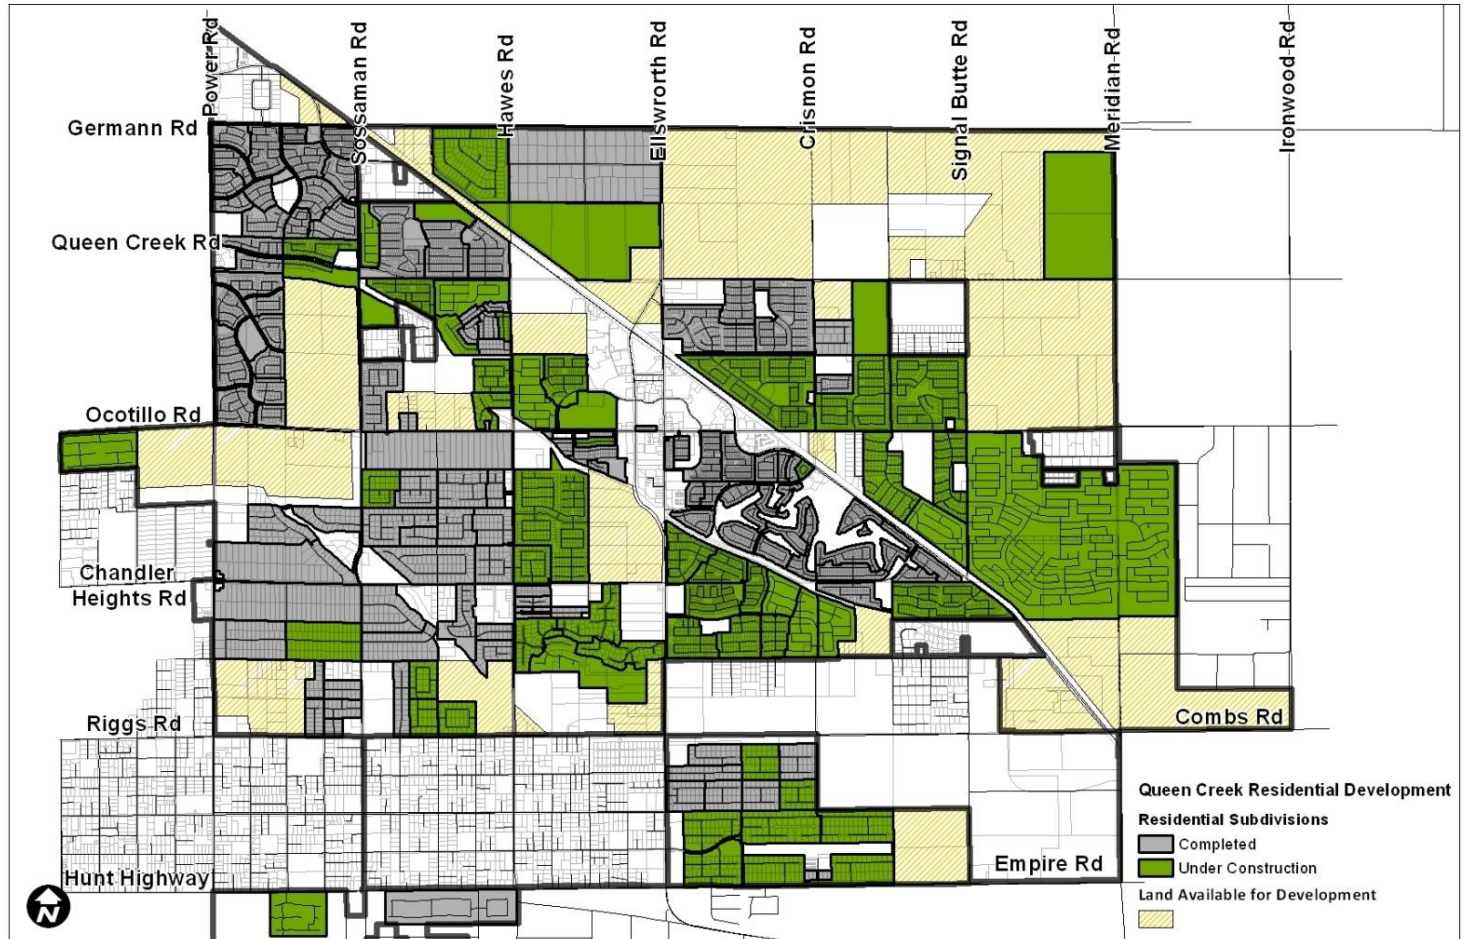 Power Rd
Sossaman Rd
Hawes Rd
Ellsworth Rd
Crismon Rd
Signal Butte Rd
Meridian Rd
Ironwood Rd
Germann Rd
Queen Creek Rd
Ocotillo Rd
Chandler
Heights Rd
Riggs Rd
Combs Rd
Hunt Highway
Empire Rd
Queen Creek Residential Development
Residential Subdivisions
Completed
Under Construction
Land Available for Development
N